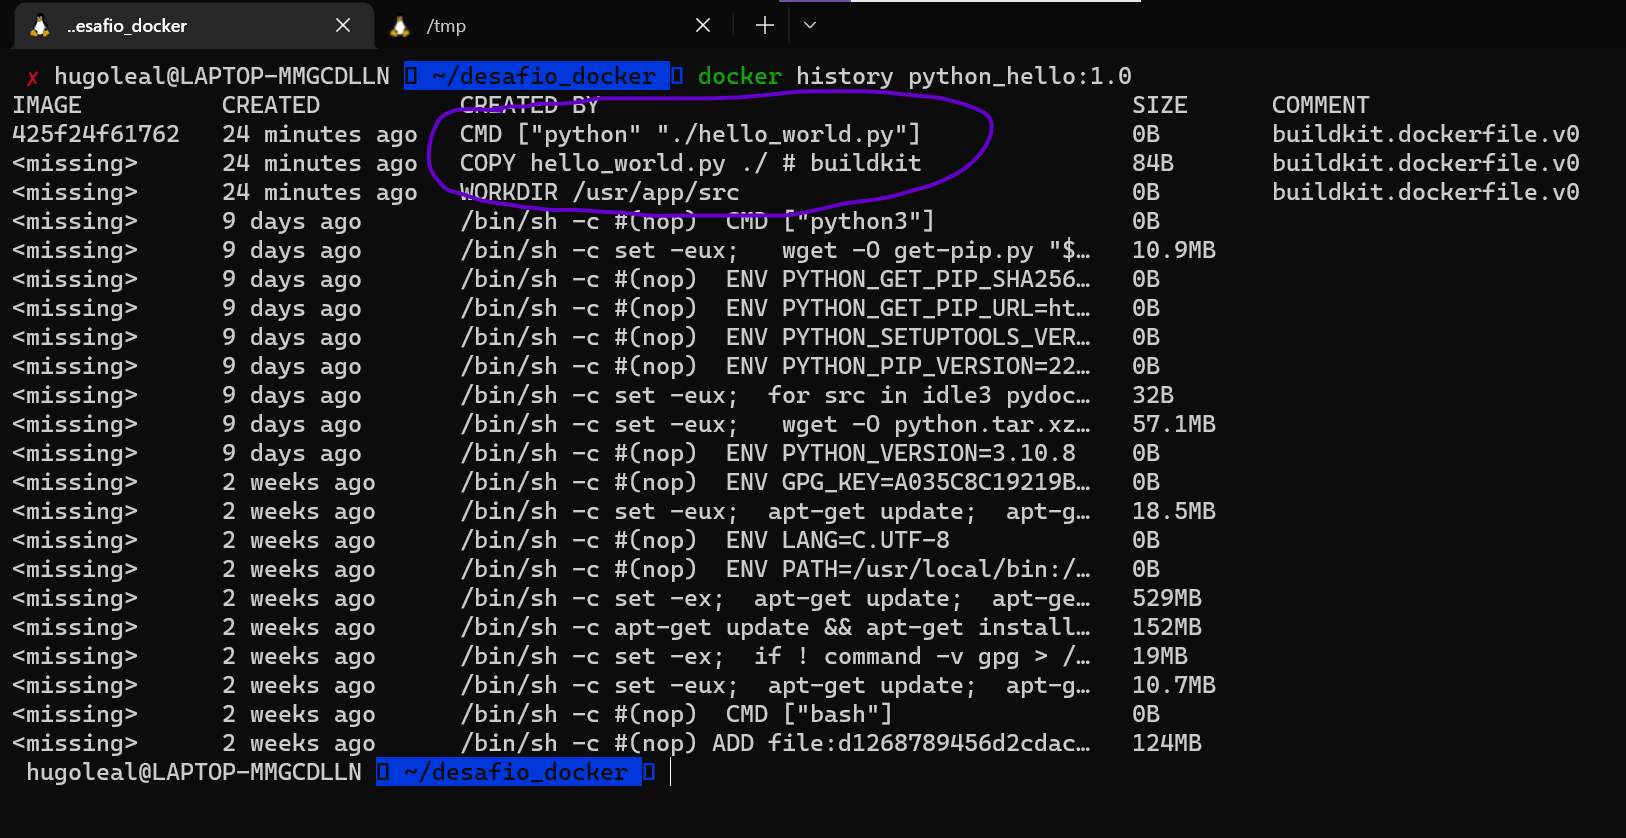 ..esafio_docker
/tmp
✗ hugoleal@LAPTOP-MMGCDLLN ~/desafio_docker docker history python_hello:1.0
IMAGE CREATED CREATED BY SIZE COMMENT
425f24f61762 24 minutes ago CMD ["python" "./hello_world.py"] 0B buildkit.dockerfile.v0
<missing> 24 minutes ago COPY hello_world.py ./ # buildkit 84B buildkit.dockerfile.v0
<missing> 24 minutes ago WORKDIR /usr/app/src 0B buildkit.dockerfile.v0
<missing> 9 days ago /bin/sh -c #(nop) CMD ["python3"] 0B
<missing> 9 days ago /bin/sh -c set -eux; wget -O get-pip.py "$… 10.9MB
<missing> 9 days ago /bin/sh -c #(nop) ENV PYTHON_GET_PIP_SHA256… 0B
<missing> 9 days ago /bin/sh -c #(nop) ENV PYTHON_GET_PIP_URL=ht… 0B
<missing> 9 days ago /bin/sh -c #(nop) ENV PYTHON_SETUPTOOLS_VER… 0B
<missing> 9 days ago /bin/sh -c #(nop) ENV PYTHON_PIP_VERSION=22… 0B
<missing> 9 days ago /bin/sh -c set -eux; for src in idle3 pydoc… 32B
<missing> 9 days ago /bin/sh -c set -eux; wget -O python.tar.xz… 57.1MB
<missing> 9 days ago /bin/sh -c #(nop) ENV PYTHON_VERSION=3.10.8 0B
<missing> 2 weeks ago /bin/sh -c #(nop) ENV GPG_KEY=A035C8C19219B… 0B
<missing> 2 weeks ago /bin/sh -c set -eux; apt-get update; apt-g… 18.5MB
<missing> 2 weeks ago /bin/sh -c #(nop) ENV LANG=C.UTF-8 0B
<missing> 2 weeks ago /bin/sh -c #(nop) ENV PATH=/usr/local/bin:/… 0B
<missing> 2 weeks ago /bin/sh -c set -ex; apt-get update; apt-ge… 529MB
<missing> 2 weeks ago /bin/sh -c apt-get update && apt-get install… 152MB
<missing> 2 weeks ago /bin/sh -c set -ex; if ! command -v gpg > /… 19MB
<missing> 2 weeks ago /bin/sh -c set -eux; apt-get update; apt-g… 10.7MB
<missing> 2 weeks ago /bin/sh -c #(nop) CMD ["bash"] 0B
<missing> 2 weeks ago /bin/sh -c #(nop) ADD file:d1268789456d2cdac… 124MB
hugoleal@LAPTOP-MMGCDLLN ~/desafio_docker